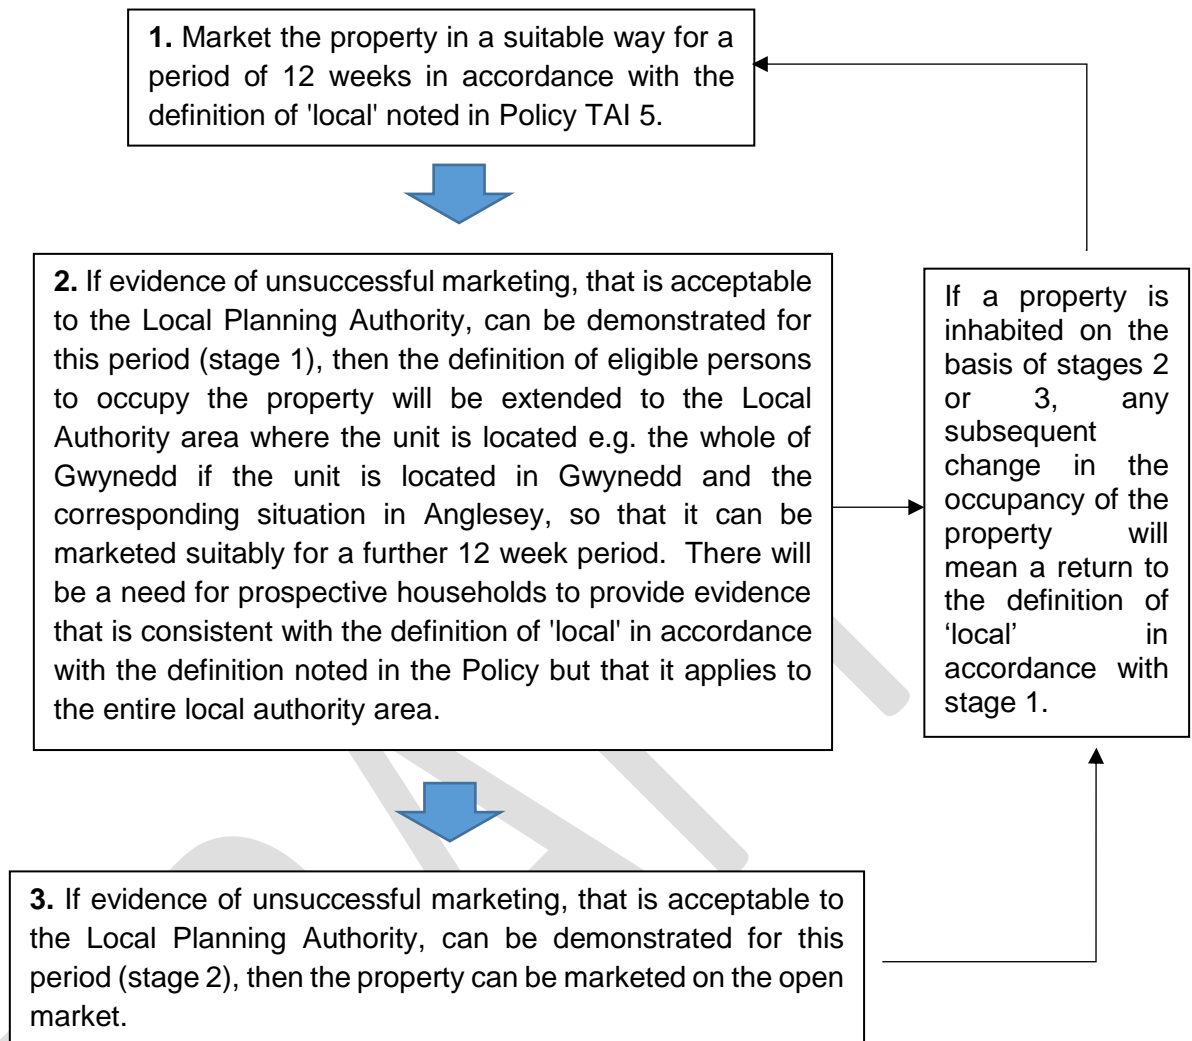 1. Market the property in a suitable way for a
period of 12 weeks in accordance with the
definition of 'local' noted in Policy TAI 5.
2. If evidence of unsuccessful marketing, that is acceptable
to the Local Planning Authority, can be demonstrated for
this period (stage 1), then the definition of eligible persons
to occupy the property will be extended to the Local
Authority area where the unit is located e.g. the whole of
Gwynedd if the unit is located in Gwynedd and the
corresponding situation in Anglesey, so that it can be
marketed suitably for a further 12 week period. There will
be a need for prospective households to provide evidence
that is consistent with the definition of 'local' in accordance
with the definition noted in the Policy but that it applies to
the entire local authority area.
If a property is
inhabited on the
basis of stages 2
or 3, any
subsequent
change in the
occupancy of the
property will
mean a return to
the definition of
‘local’ in
accordance with
stage 1.
3. If evidence of unsuccessful marketing, that is acceptable to
the Local Planning Authority, can be demonstrated for this
period (stage 2), then the property can be marketed on the open
market.